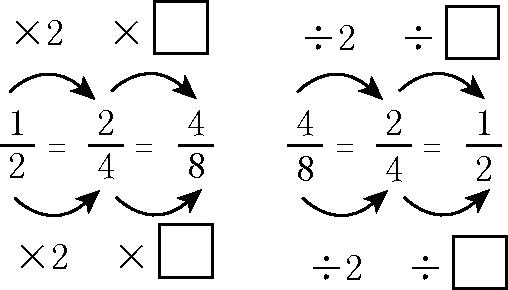 ×2 × □ ÷2 ÷ □
1/2 = 2/4 = 4/8 4/8 = 2/4 = 1/2
×2 × □ ÷2 ÷ □